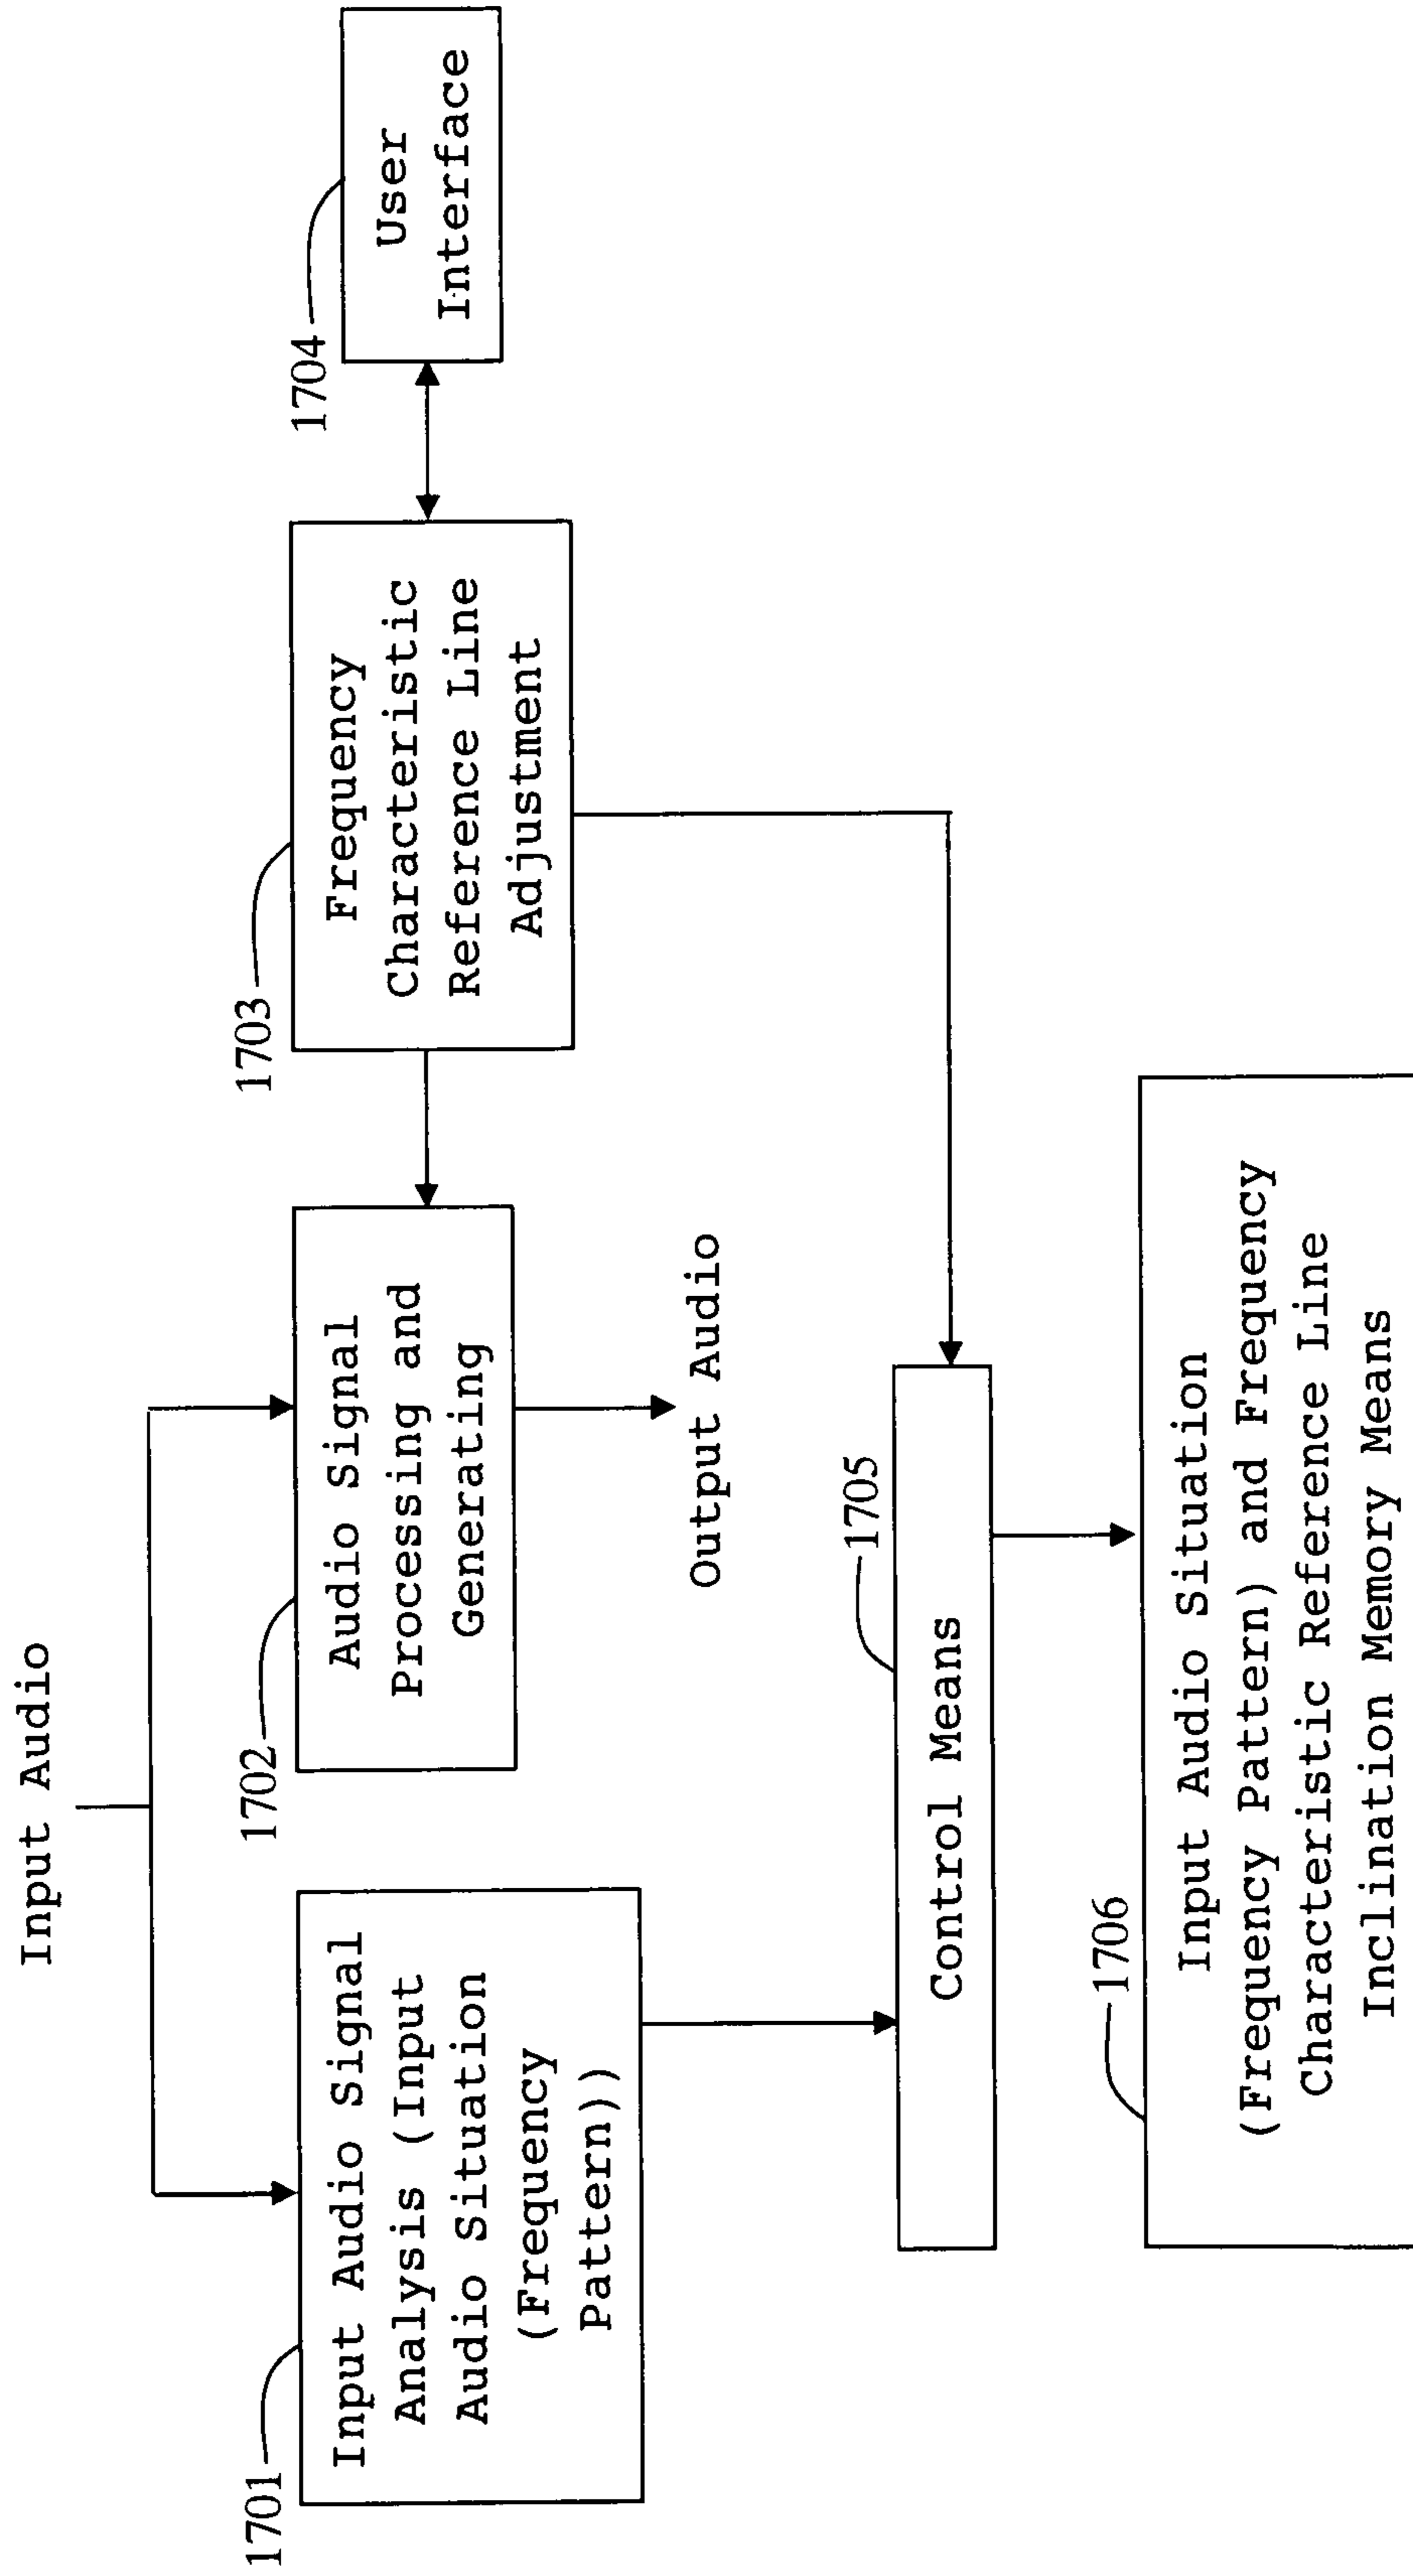 Input Audio
1701
Input Audio Signal
Analysis (Input
Audio Situation
(Frequency
Pattern))
1702
Audio Signal
Processing and
Generating
Output Audio
1703
Frequency
Characteristic
Reference Line
Adjustment
1704
User
Interface
1705
Control Means
1706
Input Audio Situation
(Frequency Pattern) and Frequency
Characteristic Reference Line
Inclination Memory Means